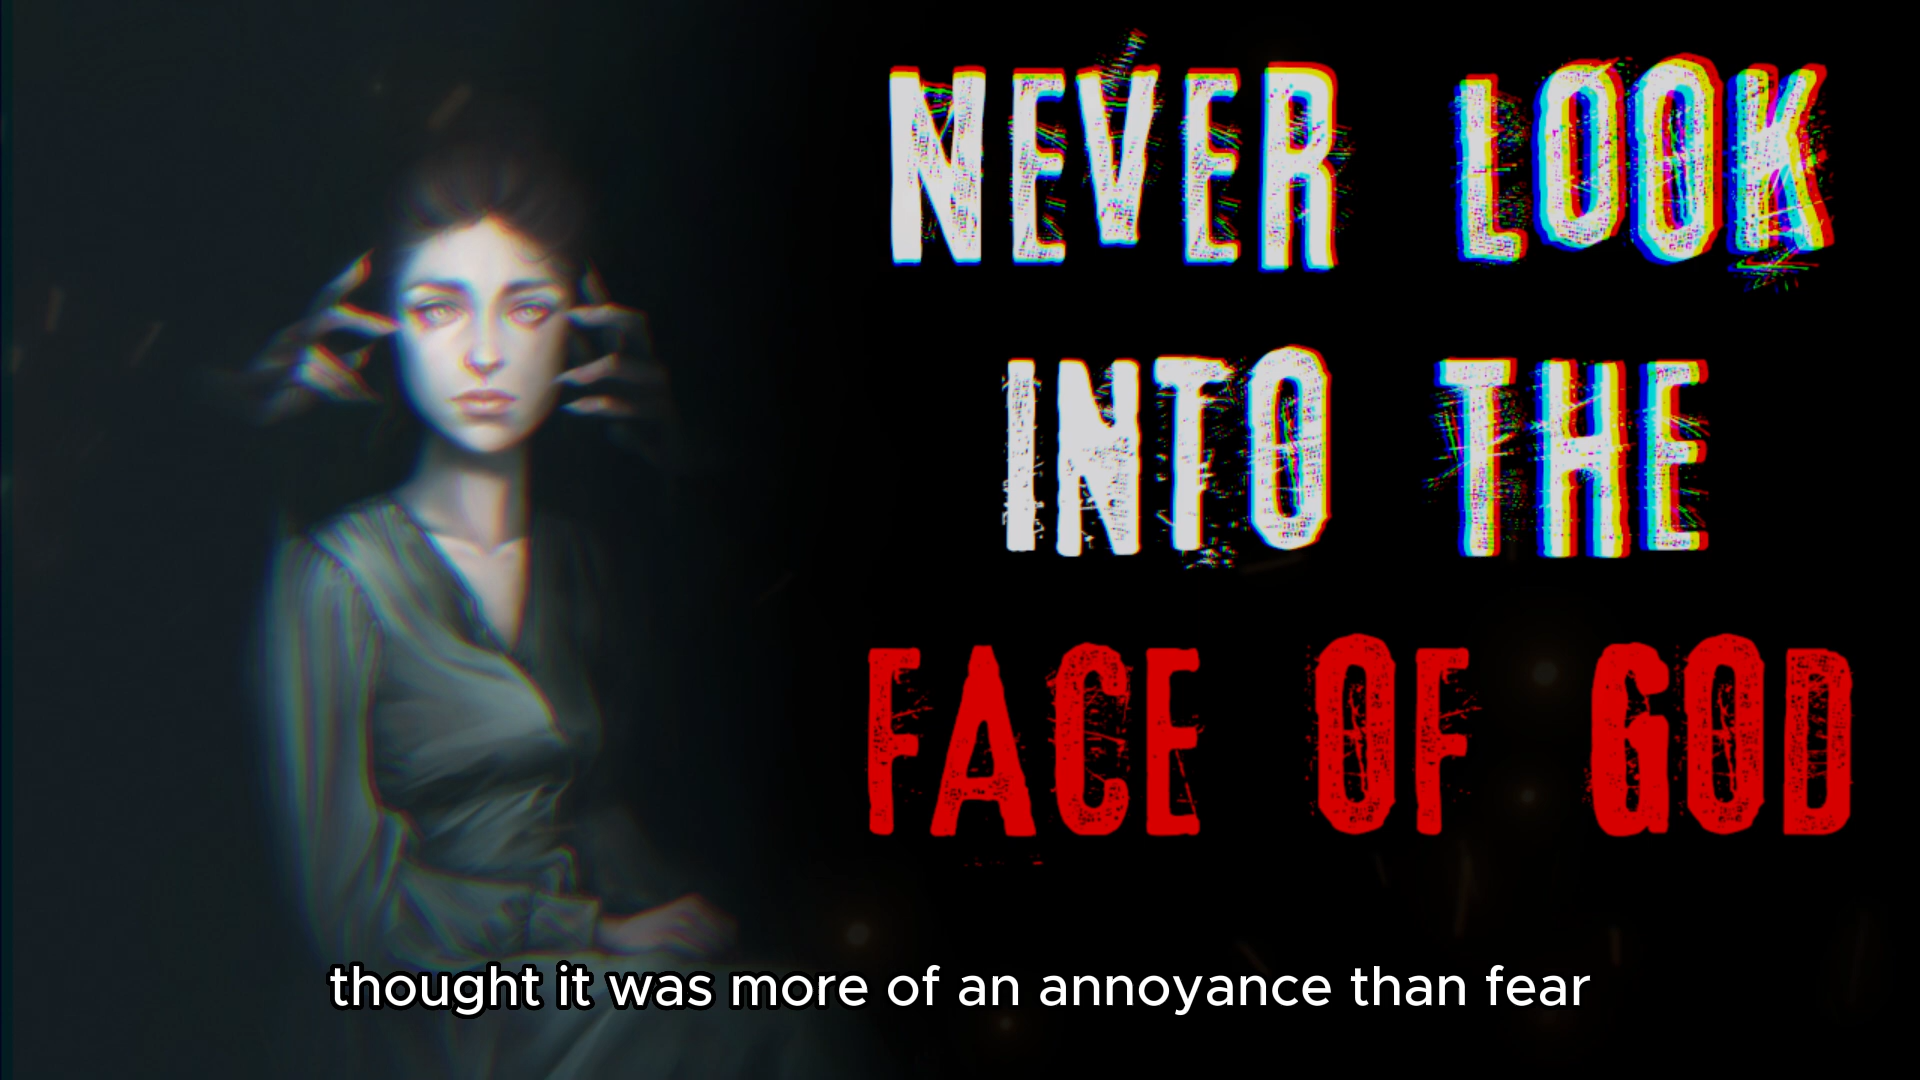 NEVER LOOK
INTO THE
FACE OF GOD
thought it was more of an annoyance than fear